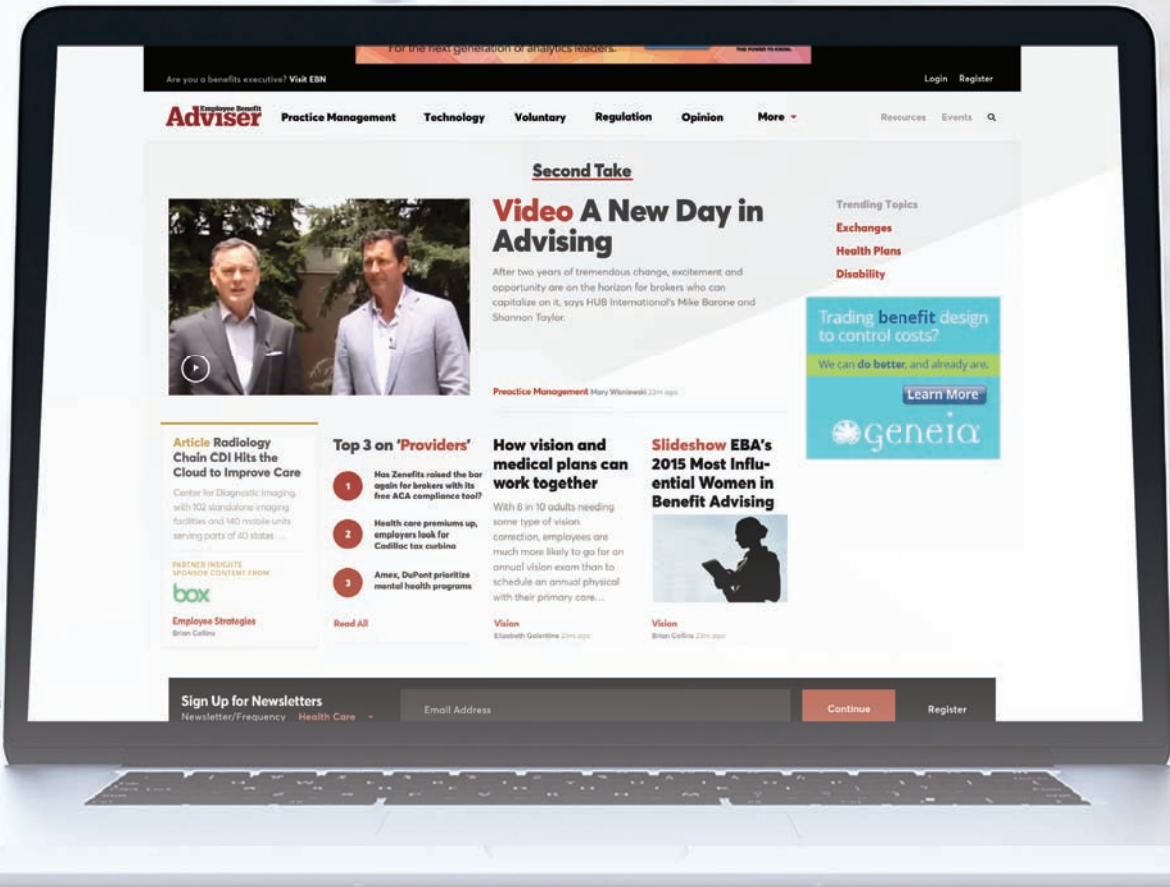 For the next generation of analytics leaders.
THE POWER TO KNOW.
Are you a benefits executive? Visit EBN
Login Register
Employee Benefit
Adviser
Practice Management Technology Voluntary Regulation Opinion More
Resources Events
Second Take
Video A New Day in
Advising
After two years of tremendous change, excitement and
opportunity are on the horizon for brokers who can
capitalize on it, says HUB International's Mike Barone and
Shannon Taylor.
Preactice Management Mary Wisniewski 22m ago
Trending Topics
Exchanges
Health Plans
Disability
Trading benefit design
to control costs?
We can do better, and already are.
Learn More
geneia
Article Radiology
Chain CDI Hits the
Cloud to Improve Care
Center for Diagnostic Imaging,
with 102 standalone imaging
facilities and 140 mobile units
serving parts of 40 states ...
PARTNER INSIGHTS
SPONSOR CONTENT FROM
box
Employee Strategies
Brian Collins
Top 3 on 'Providers'
1
Has Zenefits raised the bar
again for brokers with its
free ACA compliance tool?
2
Health care premiums up,
employers look for
Cadillac tax curbing
3
Amex, DuPont prioritize
mental health programs
Read All
How vision and
medical plans can
work together
With 6 in 10 adults needing
some type of vision
correction, employees are
much more likely to go for an
annual vision exam than to
schedule an annual physical
with their primary care...
Vision
Elizabeth Galentine 23m ago
Slideshow EBA's
2015 Most Influ-
ential Women in
Benefit Advising
Vision
Brian Collins 23m ago
Sign Up for Newsletters
Newsletter/Frequency Health Care
Email Address
Continue
Register